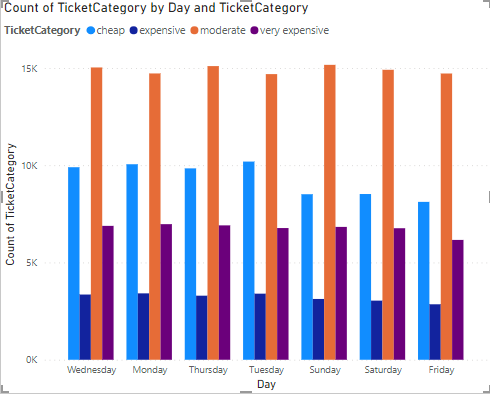 Count of TicketCategory by Day and TicketCategory
TicketCategory cheap expensive moderate very expensive
15K
10K
5K
0K
Count of TicketCategory
Wednesday Monday Thursday Tuesday Sunday Saturday Friday
Day